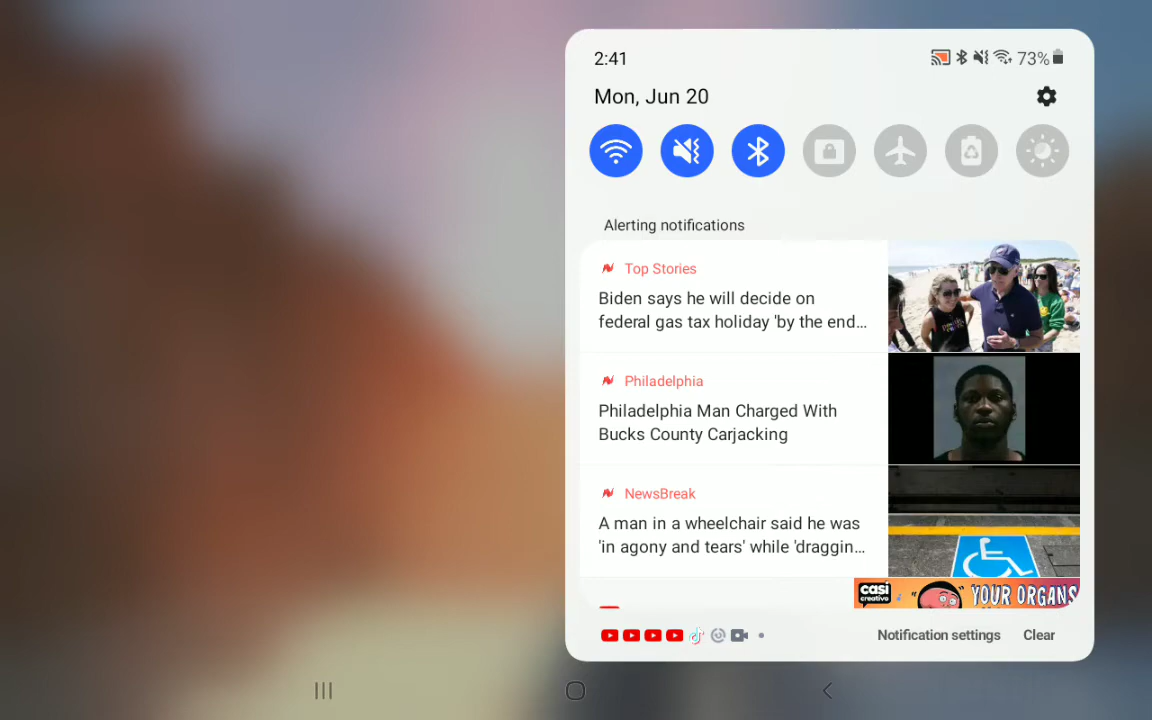 2:41
73%
Mon, Jun 20
Alerting notifications
Top Stories
Biden says he will decide on
federal gas tax holiday 'by the end...
Philadelphia
Philadelphia Man Charged With
Bucks County Carjacking
NewsBreak
A man in a wheelchair said he was
'in agony and tears' while 'draggin...
casi
creative
"YOUR ORGANS
Notification settings
Clear